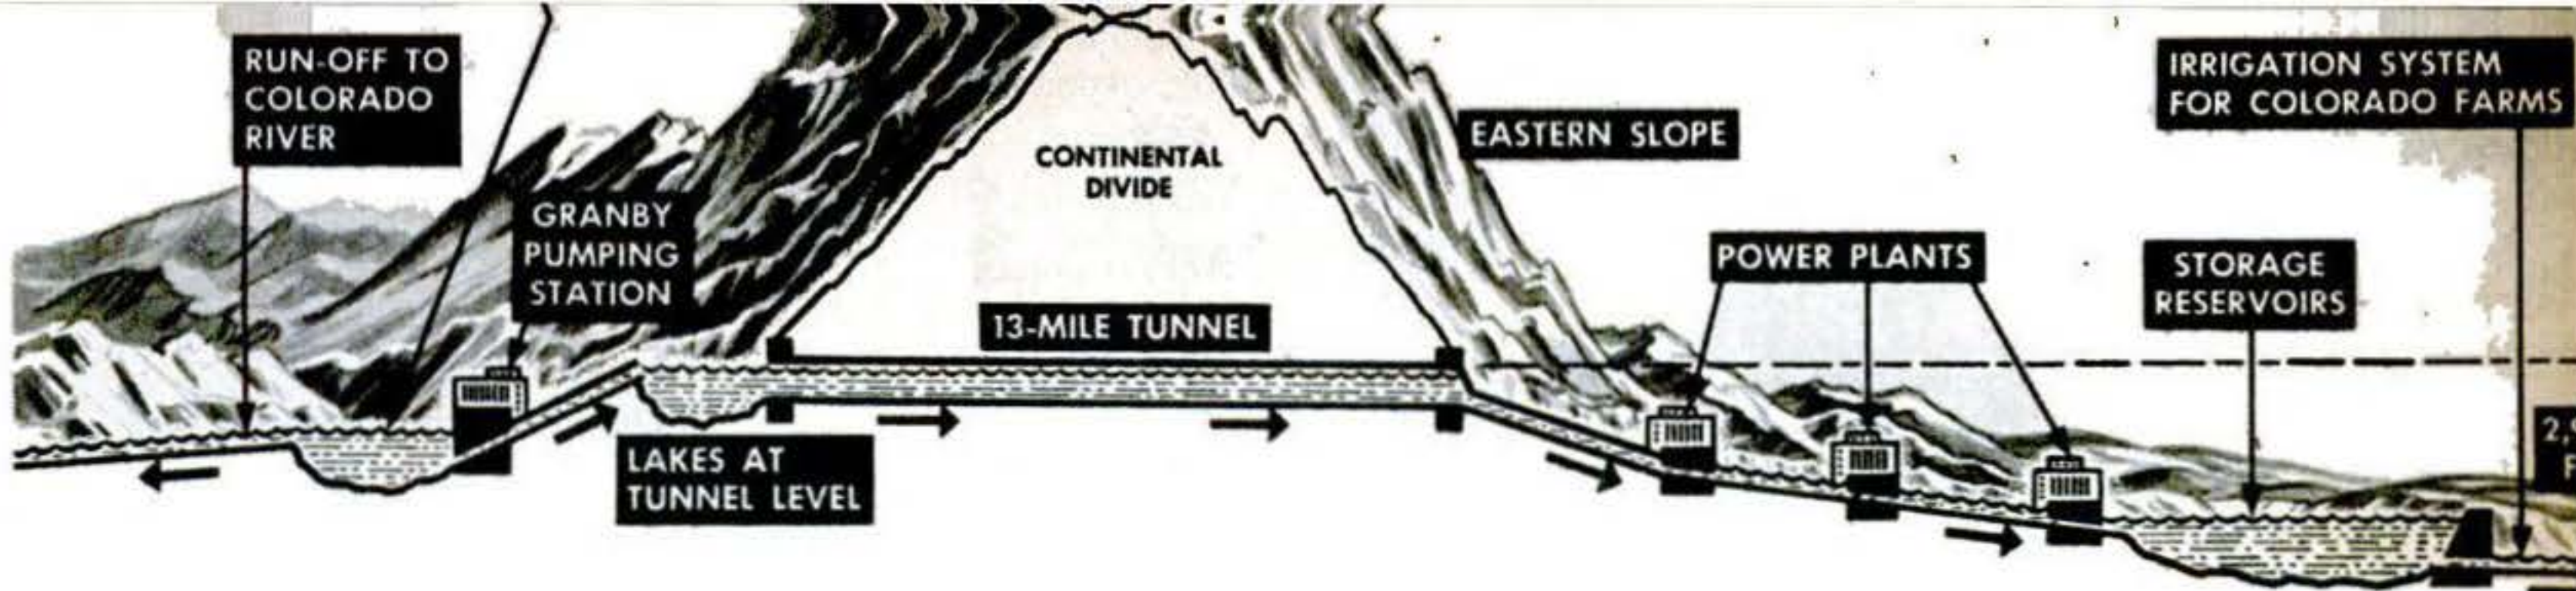 RUN-OFF TO
COLORADO
RIVER
GRANBY
PUMPING
STATION
LAKES AT
TUNNEL LEVEL
CONTINENTAL
DIVIDE
13-MILE TUNNEL
EASTERN SLOPE
POWER PLANTS
STORAGE
RESERVOIRS
IRRIGATION SYSTEM
FOR COLORADO FARMS